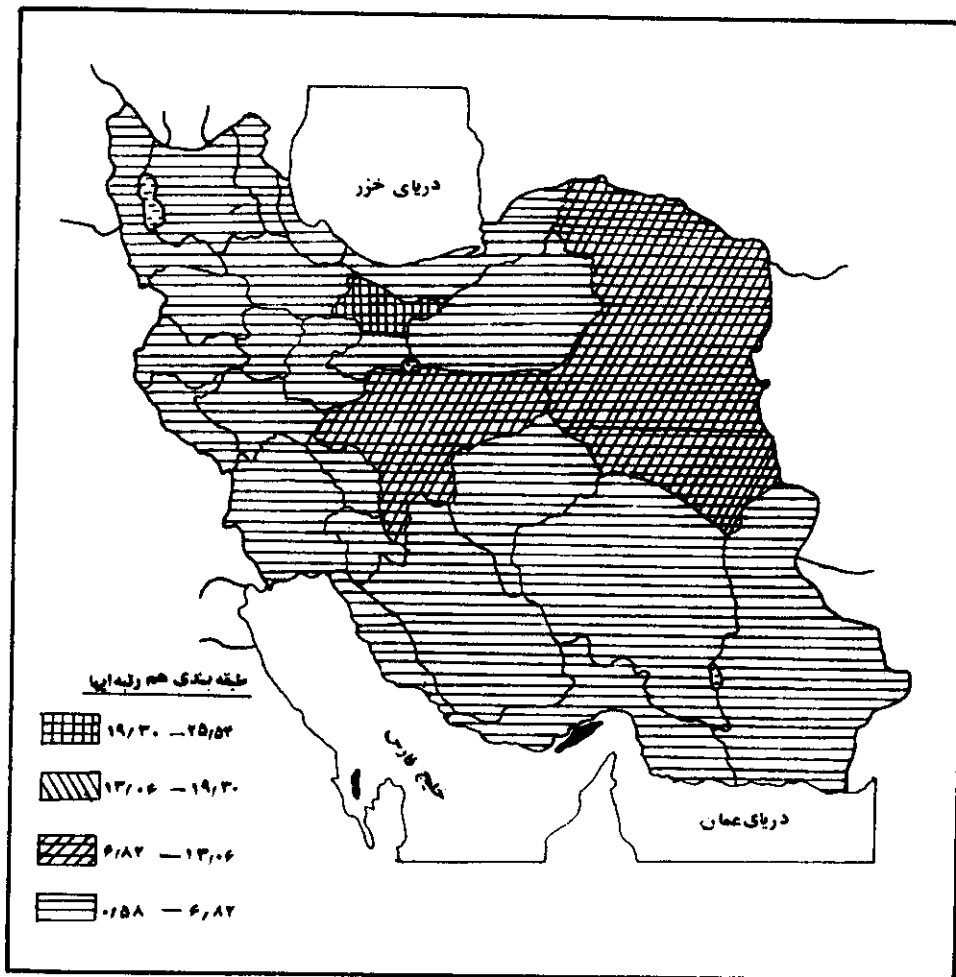 دریای خزر
طبقه بندی هم رتبه ایها
۱۹/۳۰ — ۲۵/۵۴
۱۳/۰۶ — ۱۹/۳۰
۶/۸۲ — ۱۳/۰۶
۰/۵۸ — ۶/۸۲
خلیج فارس
دریای عمان